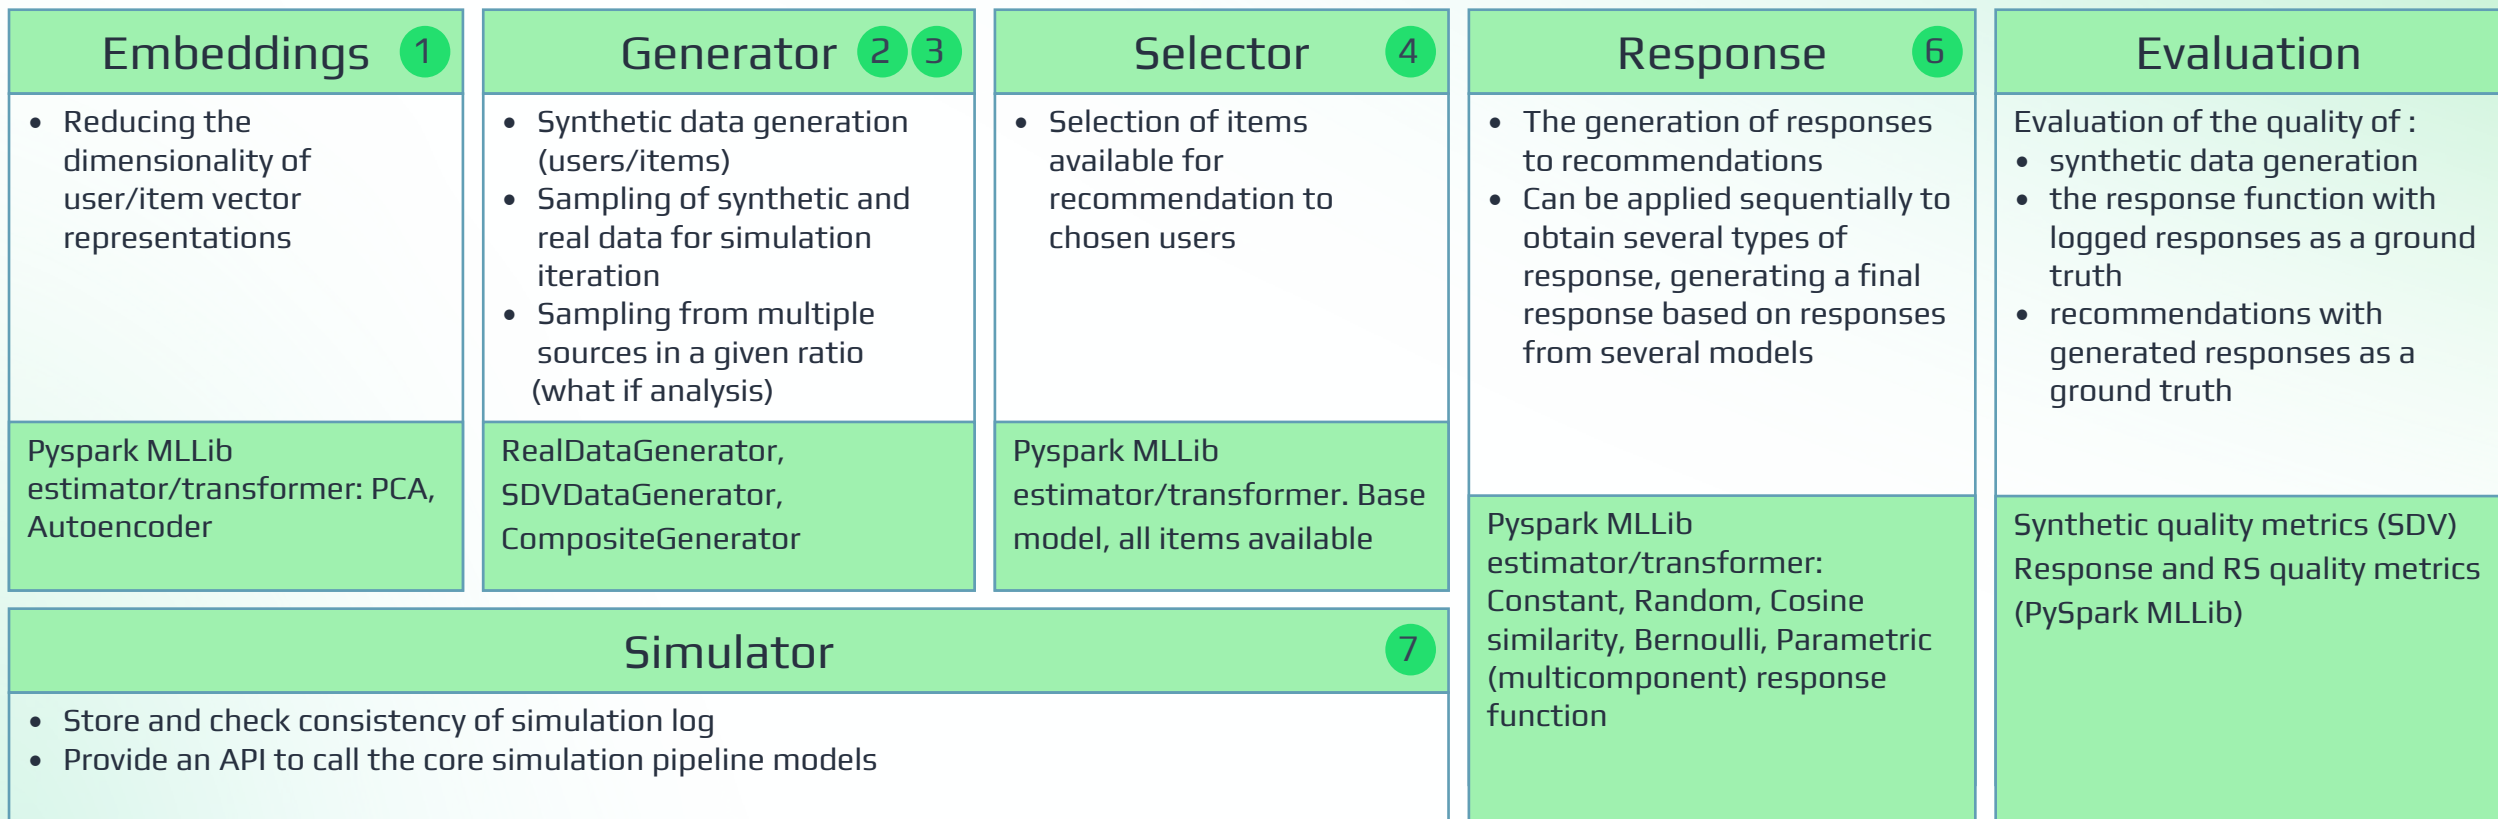 Embeddings 1
Reducing the
dimensionality of
user/item vector
representations
Pyspark MLLib
estimator/transformer: PCA,
Autoencoder
Generator 2 3
Synthetic data generation
(users/items)
Sampling of synthetic and
real data for simulation
iteration
Sampling from multiple
sources in a given ratio
(what if analysis)
RealDataGenerator,
SDVDataGenerator,
CompositeGenerator
Selector 4
Selection of items
available for
recommendation to
chosen users
Pyspark MLLib
estimator/transformer. Base
model, all items available
Response 6
The generation of responses
to recommendations
Can be applied sequentially to
obtain several types of
response, generating a final
response based on responses
from several models
Pyspark MLLib
estimator/transformer:
Constant, Random, Cosine
similarity, Bernoulli, Parametric
(multicomponent) response
function
Evaluation
Evaluation of the quality of :
synthetic data generation
the response function with
logged responses as a ground
truth
recommendations with
generated responses as a
ground truth
Synthetic quality metrics (SDV)
Response and RS quality metrics
(PySpark MLLib)
Simulator 7
Store and check consistency of simulation log
Provide an API to call the core simulation pipeline models